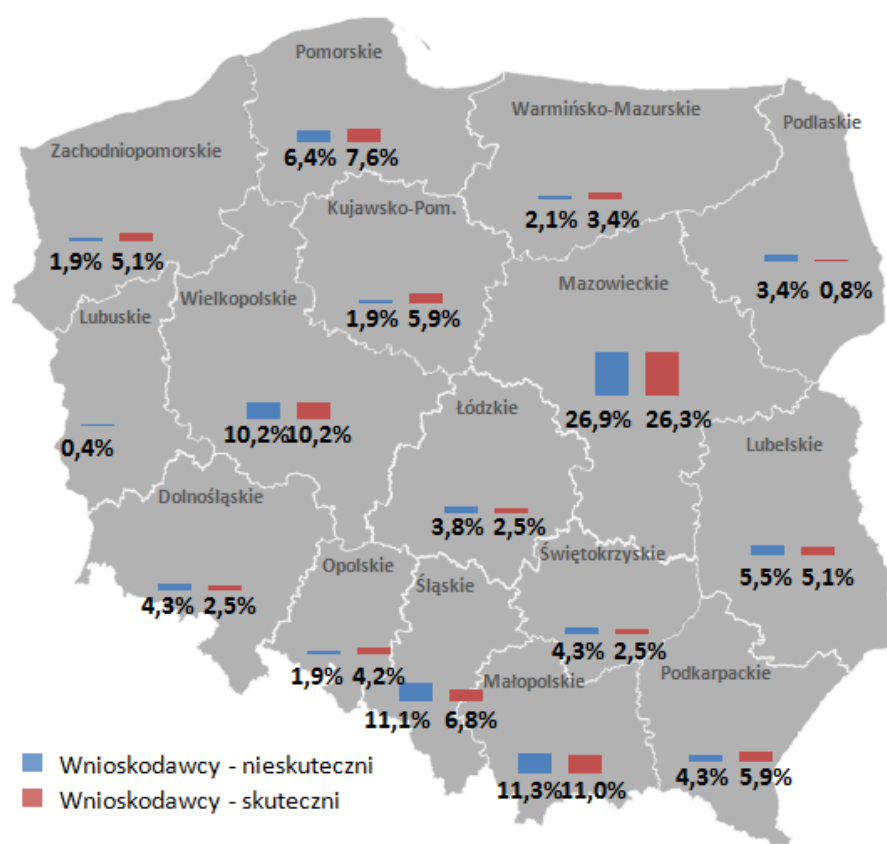 Pomorskie
6,4% 7,6%
Warmińsko-Mazurskie
2,1% 3,4%
Podlaskie
3,4% 0,8%
Zachodniopomorskie
1,9% 5,1%
Kujawsko-Pom.
1,9% 5,9%
Mazowieckie
26,9% 26,3%
Wielkopolskie
10,2% 10,2%
Lubuskie
0,4%
Łódzkie
3,8% 2,5%
Lubelskie
5,5% 5,1%
Dolnośląskie
4,3% 2,5%
Opolskie
1,9% 4,2%
Śląskie
11,1% 6,8%
Świętokrzyskie
4,3% 2,5%
Małopolskie
11,3% 11,0%
Podkarpackie
4,3% 5,9%
Wnioskodawcy - nieskuteczni
Wnioskodawcy - skuteczni